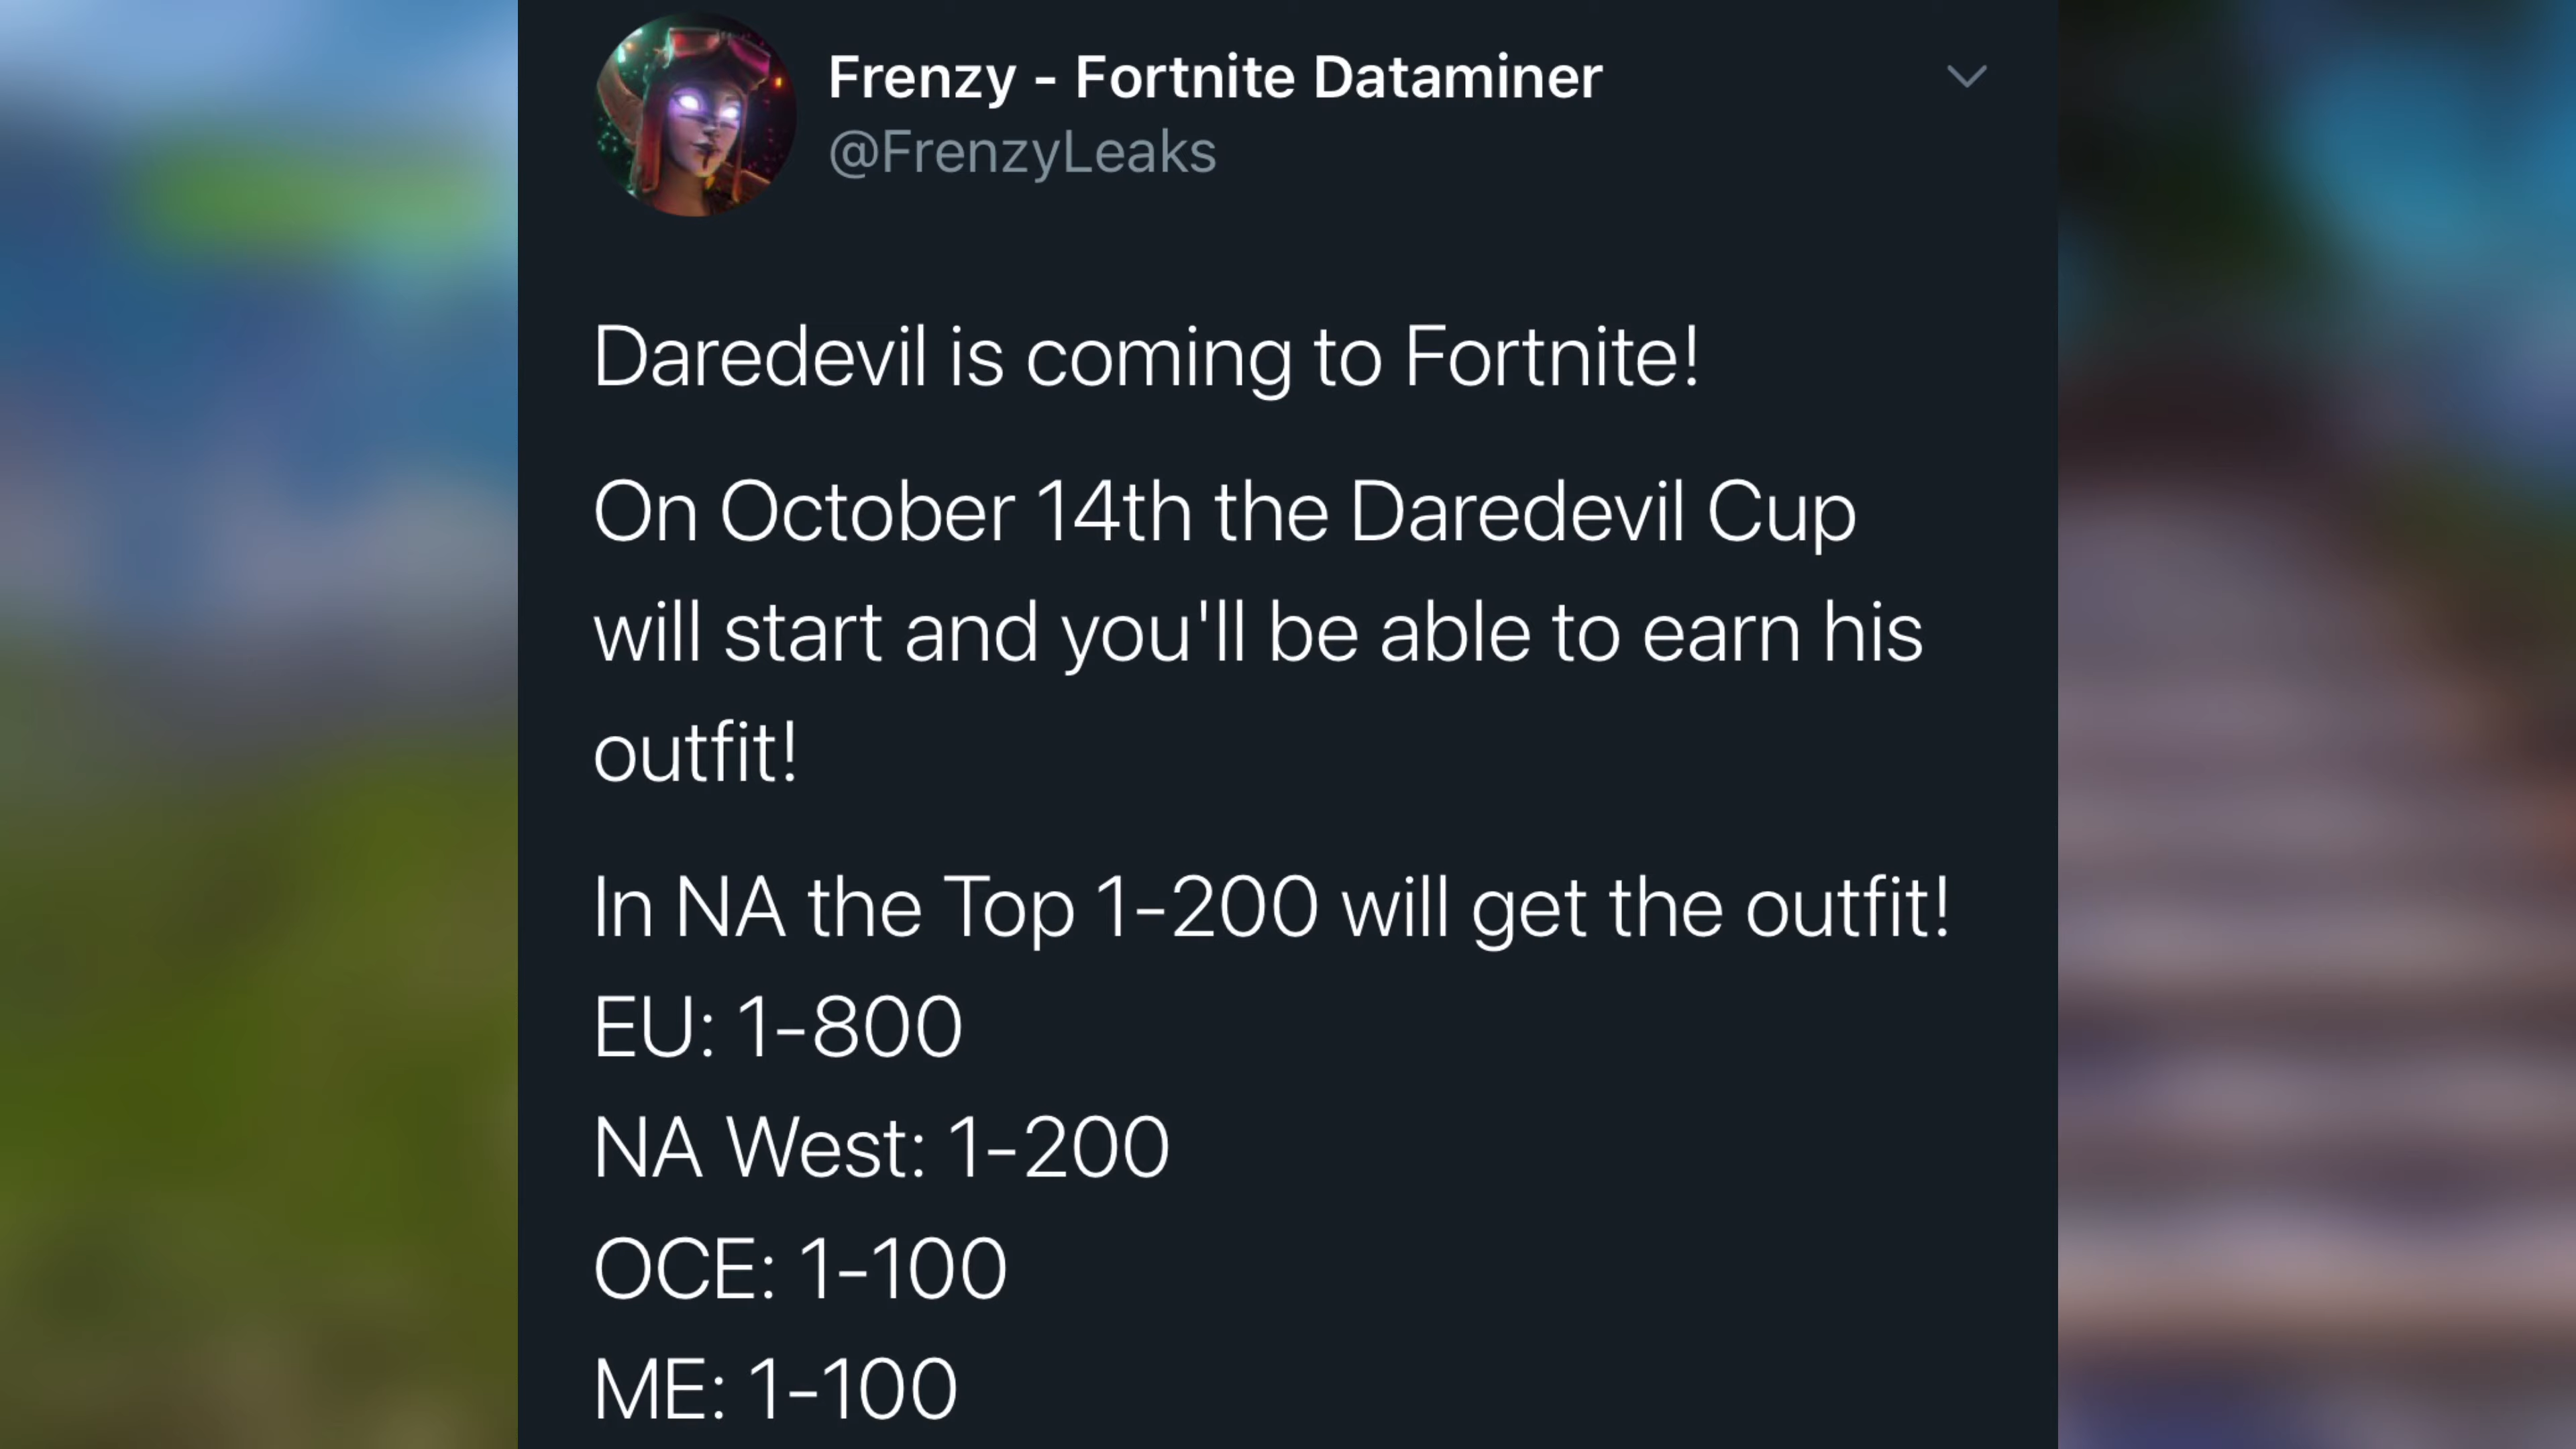 Frenzy - Fortnite Dataminer
@FrenzyLeaks
Daredevil is coming to Fortnite!
On October 14th the Daredevil Cup
will start and you'll be able to earn his
outfit!
In NA the Top 1-200 will get the outfit!
EU: 1-800
NA West: 1-200
OCE: 1-100
ME: 1-100